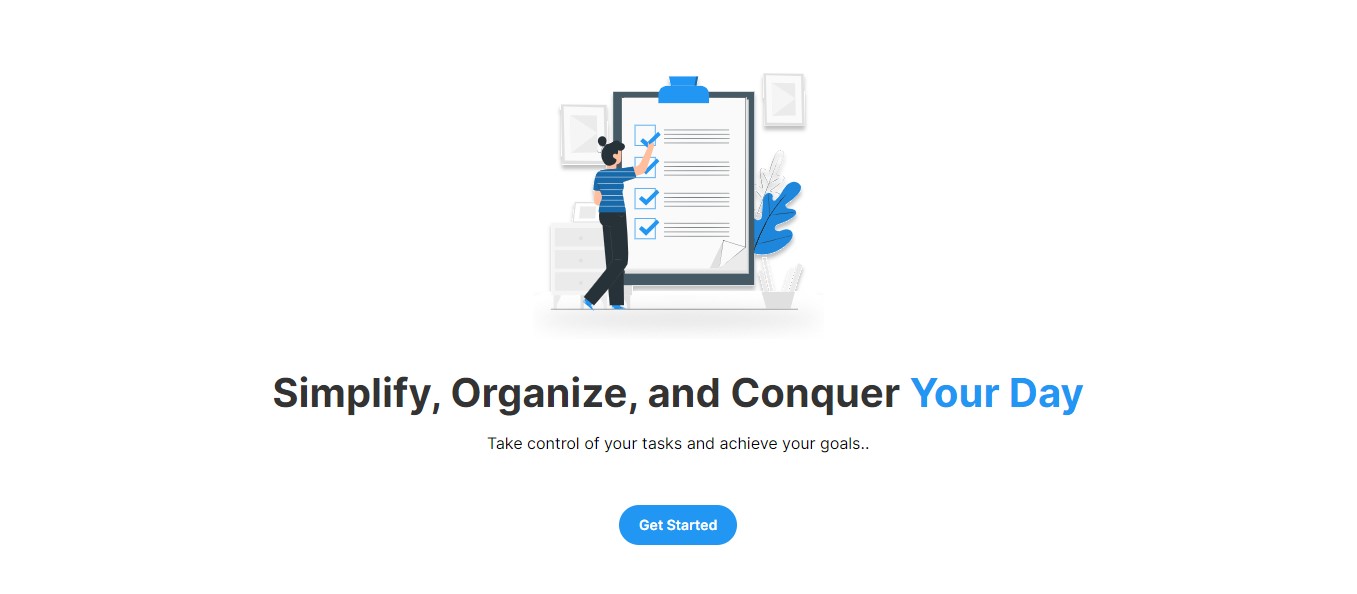 Simplify, Organize, and Conquer Your Day
Take control of your tasks and achieve your goals..
Get Started